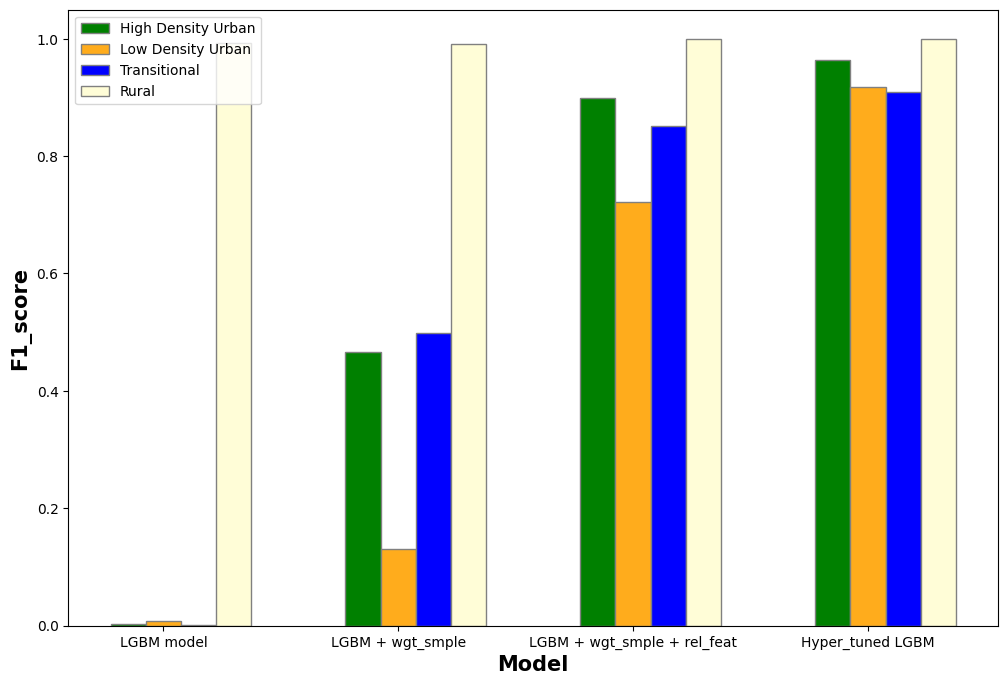 High Density Urban
Low Density Urban
Transitional
Rural
1.0
0.8
0.6
0.4
0.2
0.0
F1_score
LGBM model
LGBM + wgt_smple
LGBM + wgt_smple + rel_feat
Hyper_tuned LGBM
Model